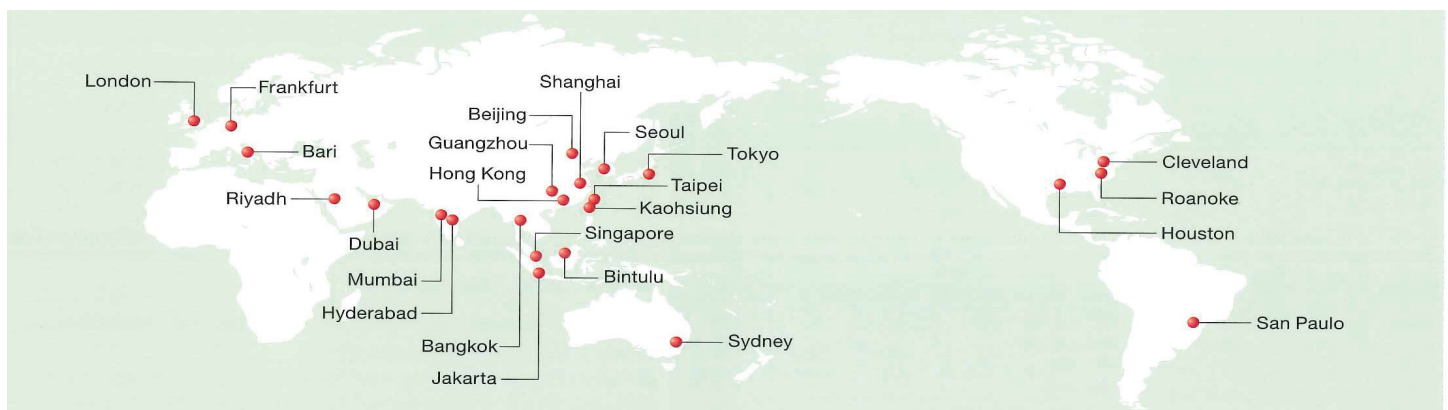 London
Frankfurt
Bari
Riyadh
Dubai
Mumbai
Hyderabad
Bangkok
Jakarta
Shanghai
Beijing
Guangzhou
Hong Kong
Seoul
Tokyo
Taipei
Kaohsiung
Singapore
Bintulu
Sydney
Cleveland
Roanoke
Houston
San Paulo